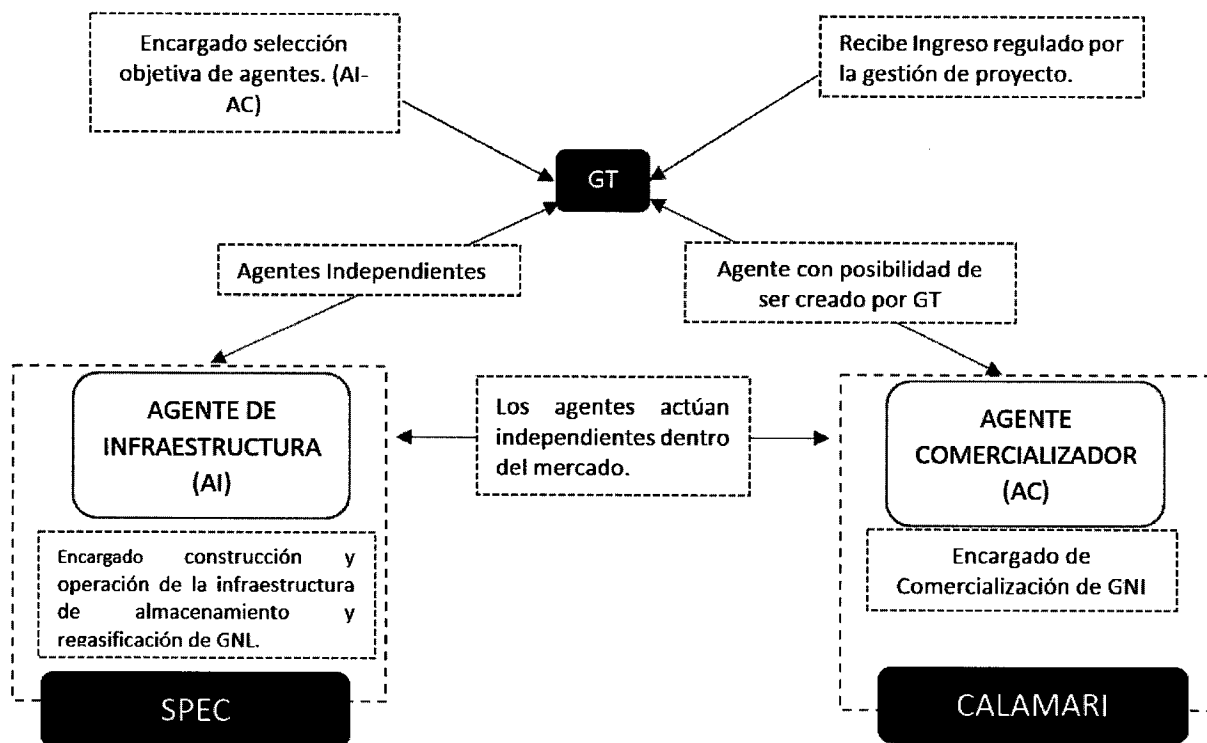 Encargado selección
objetiva de agentes. (AI-
AC)
Recibe Ingreso regulado por
la gestión de proyecto.
GT
Agentes Independientes
Agente con posibilidad de
ser creado por GT
AGENTE DE
INFRAESTRUCTURA
(AI)
Los agentes actúan
independientes dentro
del mercado.
AGENTE
COMERCIALIZADOR
(AC)
Encargado construcción y
operación de la infraestructura
de almacenamiento y
regasificación de GNL.
Encargado de
Comercialización de GNI
SPEC
CALAMARI